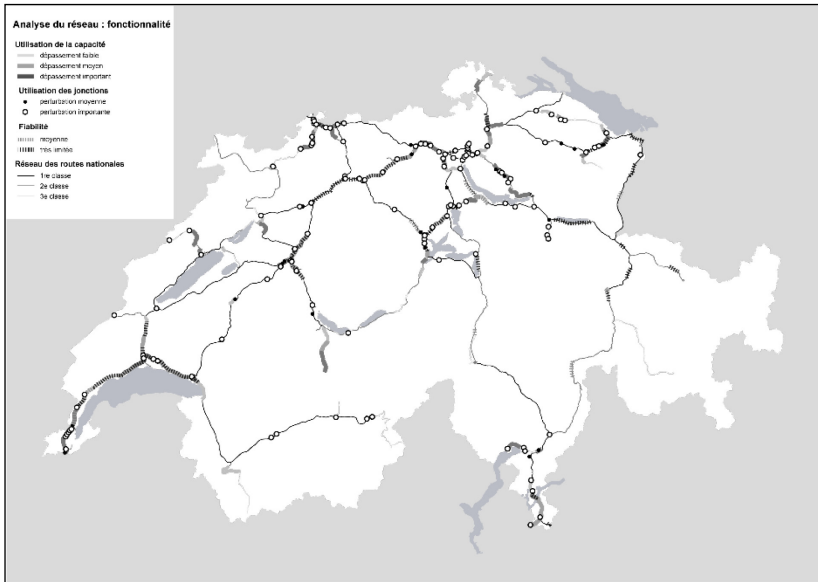 Analyse du réseau : fonctionnalité
Utilisation de la capacité
dépassement faible
dépassement moyen
dépassement important
Utilisation des jonctions
perturbation moyenne
perturbation importante
Fiabilité
moyenne
très limitée
Réseau des routes nationales
1re classe
2e classe
3e classe